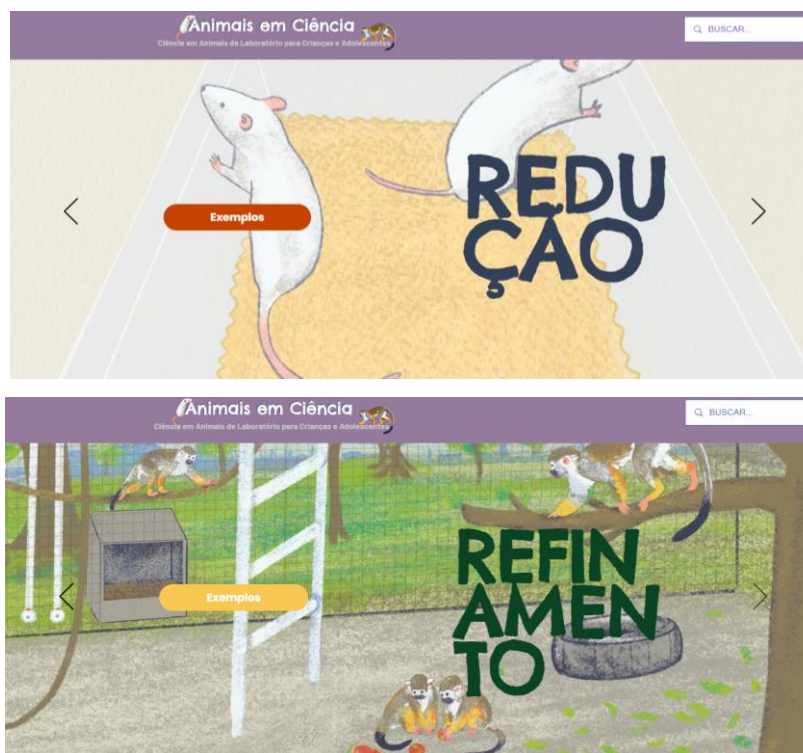 Animais em Ciência
Ciência em Animais de Laboratório para Crianças e Adolescentes
BUSCAR...
Exemplos
REDU
ÇÃO
Animais em Ciência
Ciência em Animais de Laboratório para Crianças e Adolescentes
BUSCAR...
Exemplos
REFIN
AMEN
TO